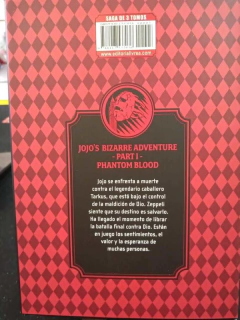 SAGA DE 3 TOMOS
www.editorialivrea.com
JOJO'S BIZARRE ADVENTURE
- PART I -
PHANTOM BLOOD
Jojo se enfrenta a muerte
contra el legendario caballero
Tarkus, que está bajo el control
de la maldición de Dio. Zeppeli
siente que su destino es salvarlo.
Ha llegado el momento de librar
la batalla final contra Dio. Están
en juego los sentimientos, el
valor y la esperanza de
muchas personas.